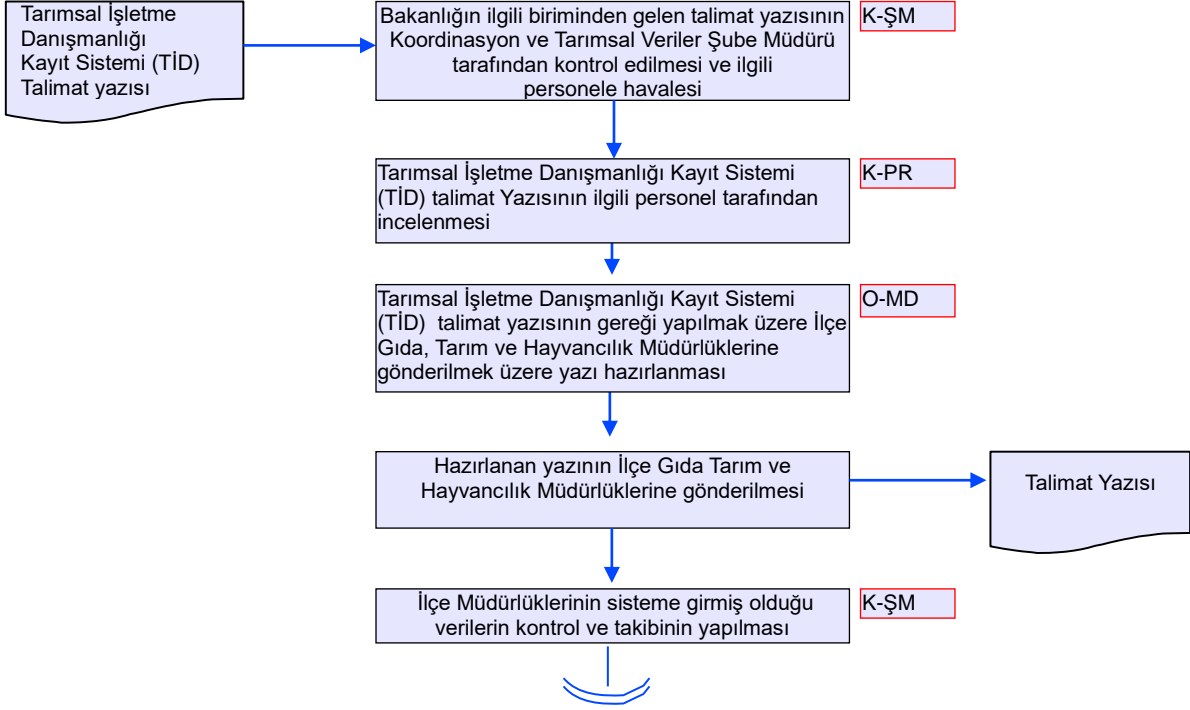 Tarımsal İşletme
Danışmanlığı
Kayıt Sistemi (TİD)
Talimat yazısı
Bakanlığın ilgili biriminden gelen talimat yazısının
Koordinasyon ve Tarımsal Veriler Şube Müdürü
tarafından kontrol edilmesi ve ilgili
personele havalesi
K-ŞM
Tarımsal İşletme Danışmanlığı Kayıt Sistemi
(TİD) talimat Yazısının ilgili personel tarafından
incelenmesi
K-PR
Tarımsal İşletme Danışmanlığı Kayıt Sistemi
(TİD) talimat yazısının gereği yapılmak üzere İlçe
Gıda, Tarım ve Hayvancılık Müdürlüklerine
gönderilmek üzere yazı hazırlanması
O-MD
Hazırlanan yazının İlçe Gıda Tarım ve
Hayvancılık Müdürlüklerine gönderilmesi
Talimat Yazısı
İlçe Müdürlüklerinin sisteme girmiş olduğu
verilerin kontrol ve takibinin yapılması
K-ŞM